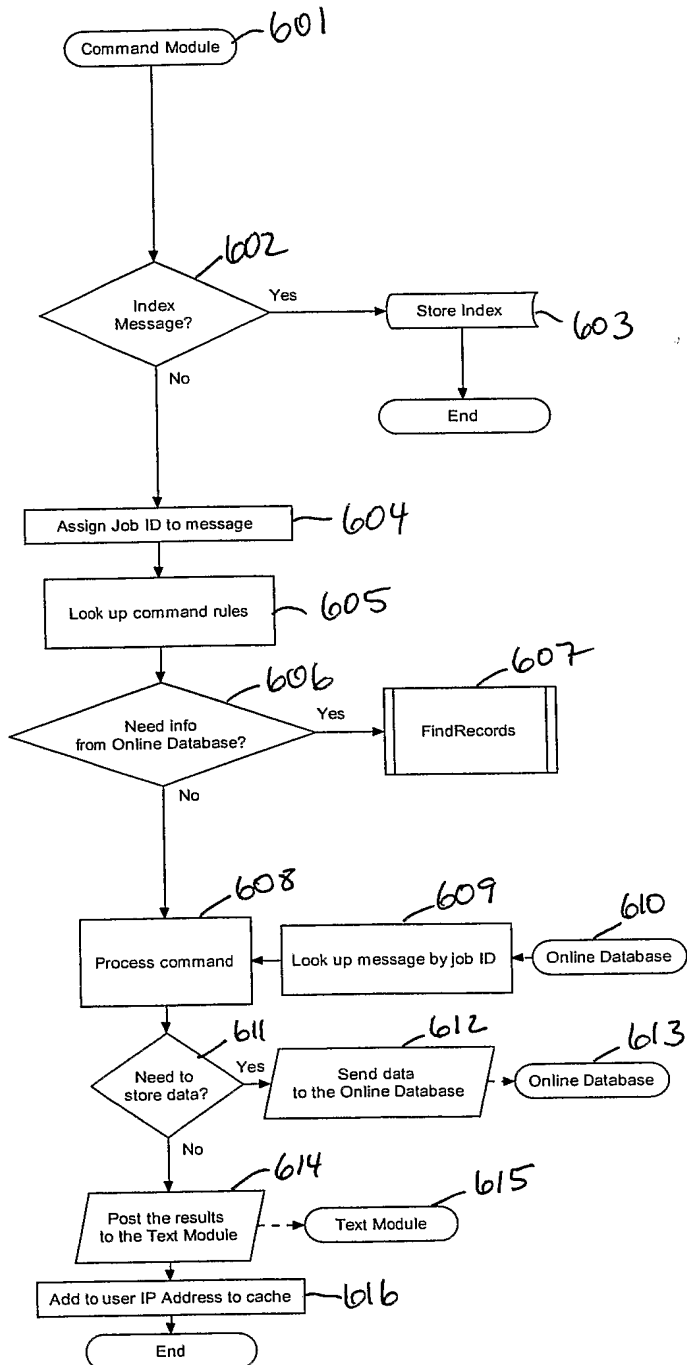 Command Module
601
602
Index
Message?
Yes
Store Index
603
No
End
Assign Job ID to message
604
Look up command rules
605
606
607
Need info
from Online Database?
Yes
FindRecords
No
608
609
610
Process command
Look up message by job ID
Online Database
611
612
613
Need to
store data?
Yes
Send data
to the Online Database
Online Database
No
614
615
Post the results
to the Text Module
Text Module
Add to user IP Address to cache
616
End